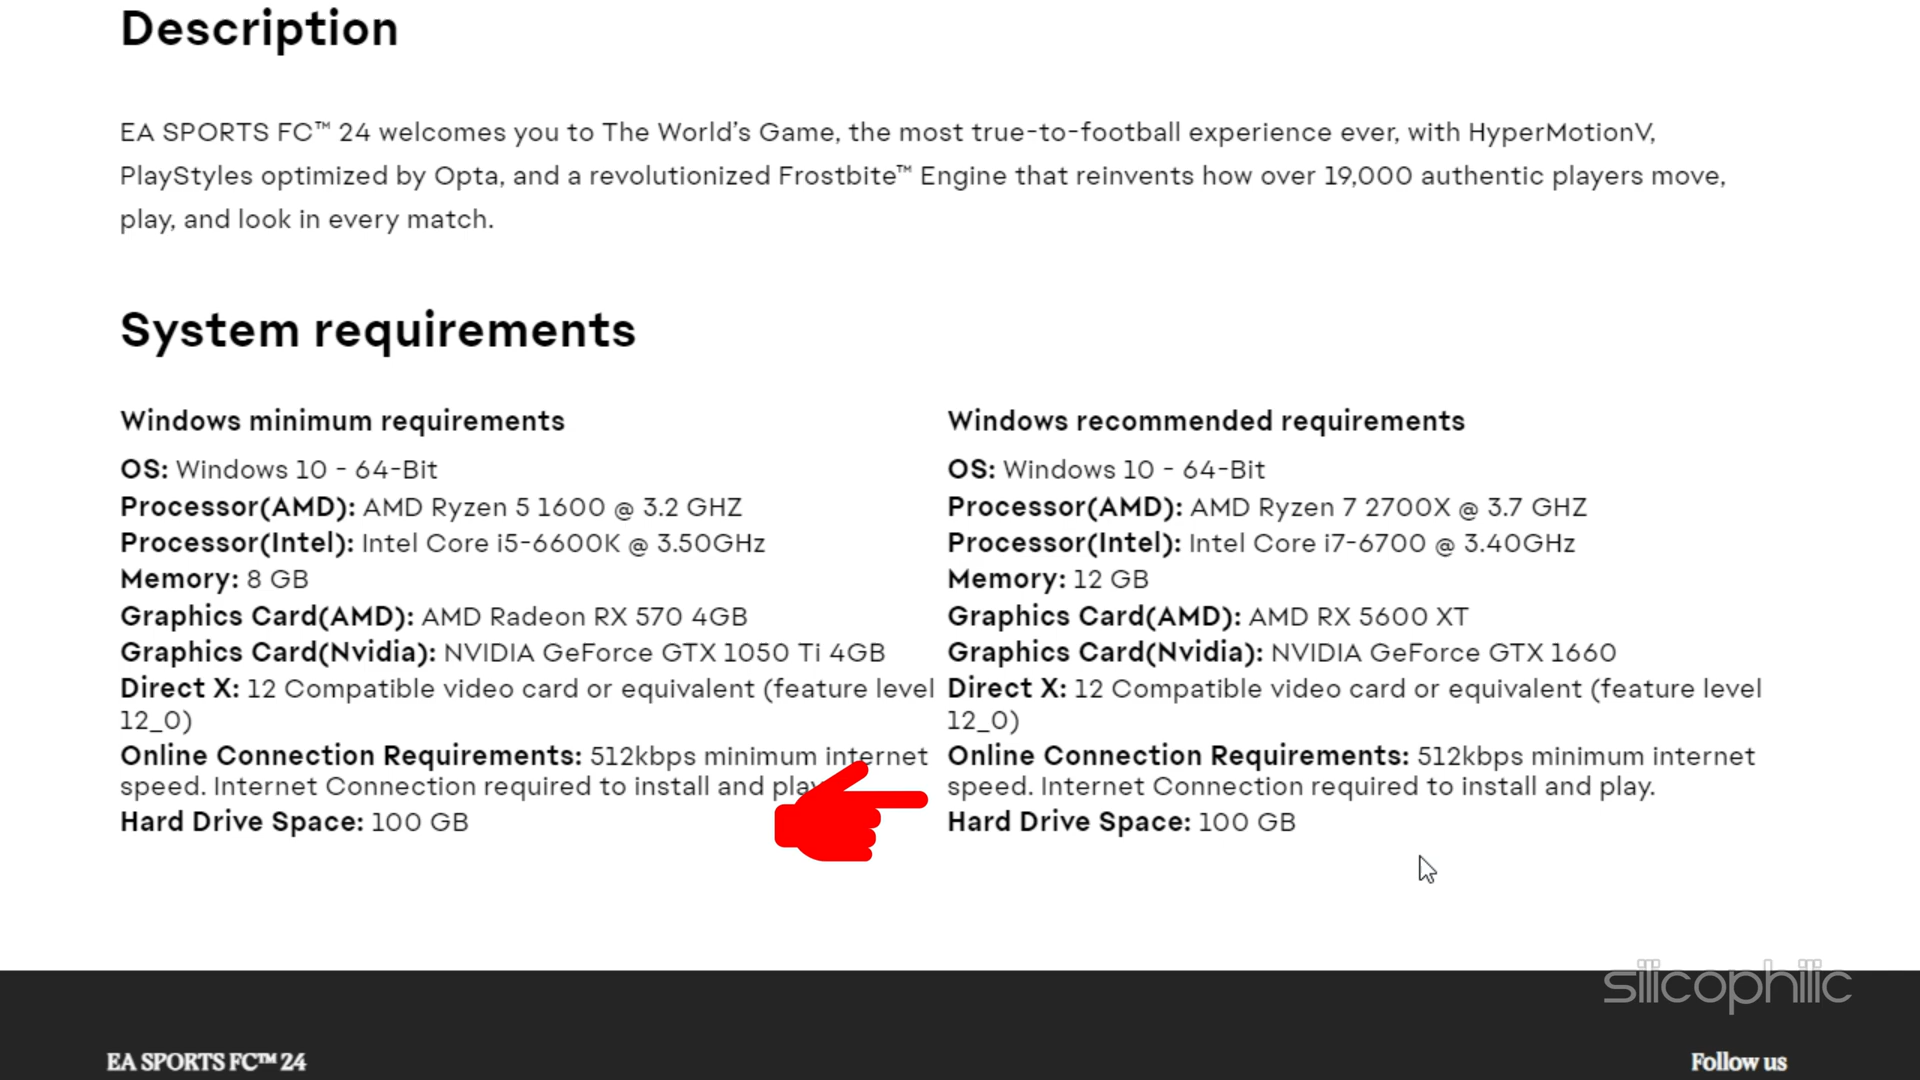 Description
EA SPORTS FC™ 24 welcomes you to The World's Game, the most true-to-football experience ever, with HyperMotionV,
PlayStyles optimized by Opta, and a revolutionized Frostbite™ Engine that reinvents how over 19,000 authentic players move,
play, and look in every match.
System requirements
Windows minimum requirements
OS: Windows 10 - 64-Bit
Processor(AMD): AMD Ryzen 5 1600 @ 3.2 GHZ
Processor(Intel): Intel Core i5-6600K @ 3.50GHz
Memory: 8 GB
Graphics Card(AMD): AMD Radeon RX 570 4GB
Graphics Card(Nvidia): NVIDIA GeForce GTX 1050 Ti 4GB
Direct X: 12 Compatible video card or equivalent (feature level
12_0)
Online Connection Requirements: 512kbps minimum internet
speed. Internet Connection required to install and play
Hard Drive Space: 100 GB
Windows recommended requirements
OS: Windows 10 - 64-Bit
Processor(AMD): AMD Ryzen 7 2700X @ 3.7 GHZ
Processor(Intel): Intel Core i7-6700 @ 3.40GHz
Memory: 12 GB
Graphics Card(AMD): AMD RX 5600 XT
Graphics Card(Nvidia): NVIDIA GeForce GTX 1660
Direct X: 12 Compatible video card or equivalent (feature level
12_0)
Online Connection Requirements: 512kbps minimum internet
speed. Internet Connection required to install and play.
Hard Drive Space: 100 GB
silicophilic
EA SPORTS FC™ 24
Follow us